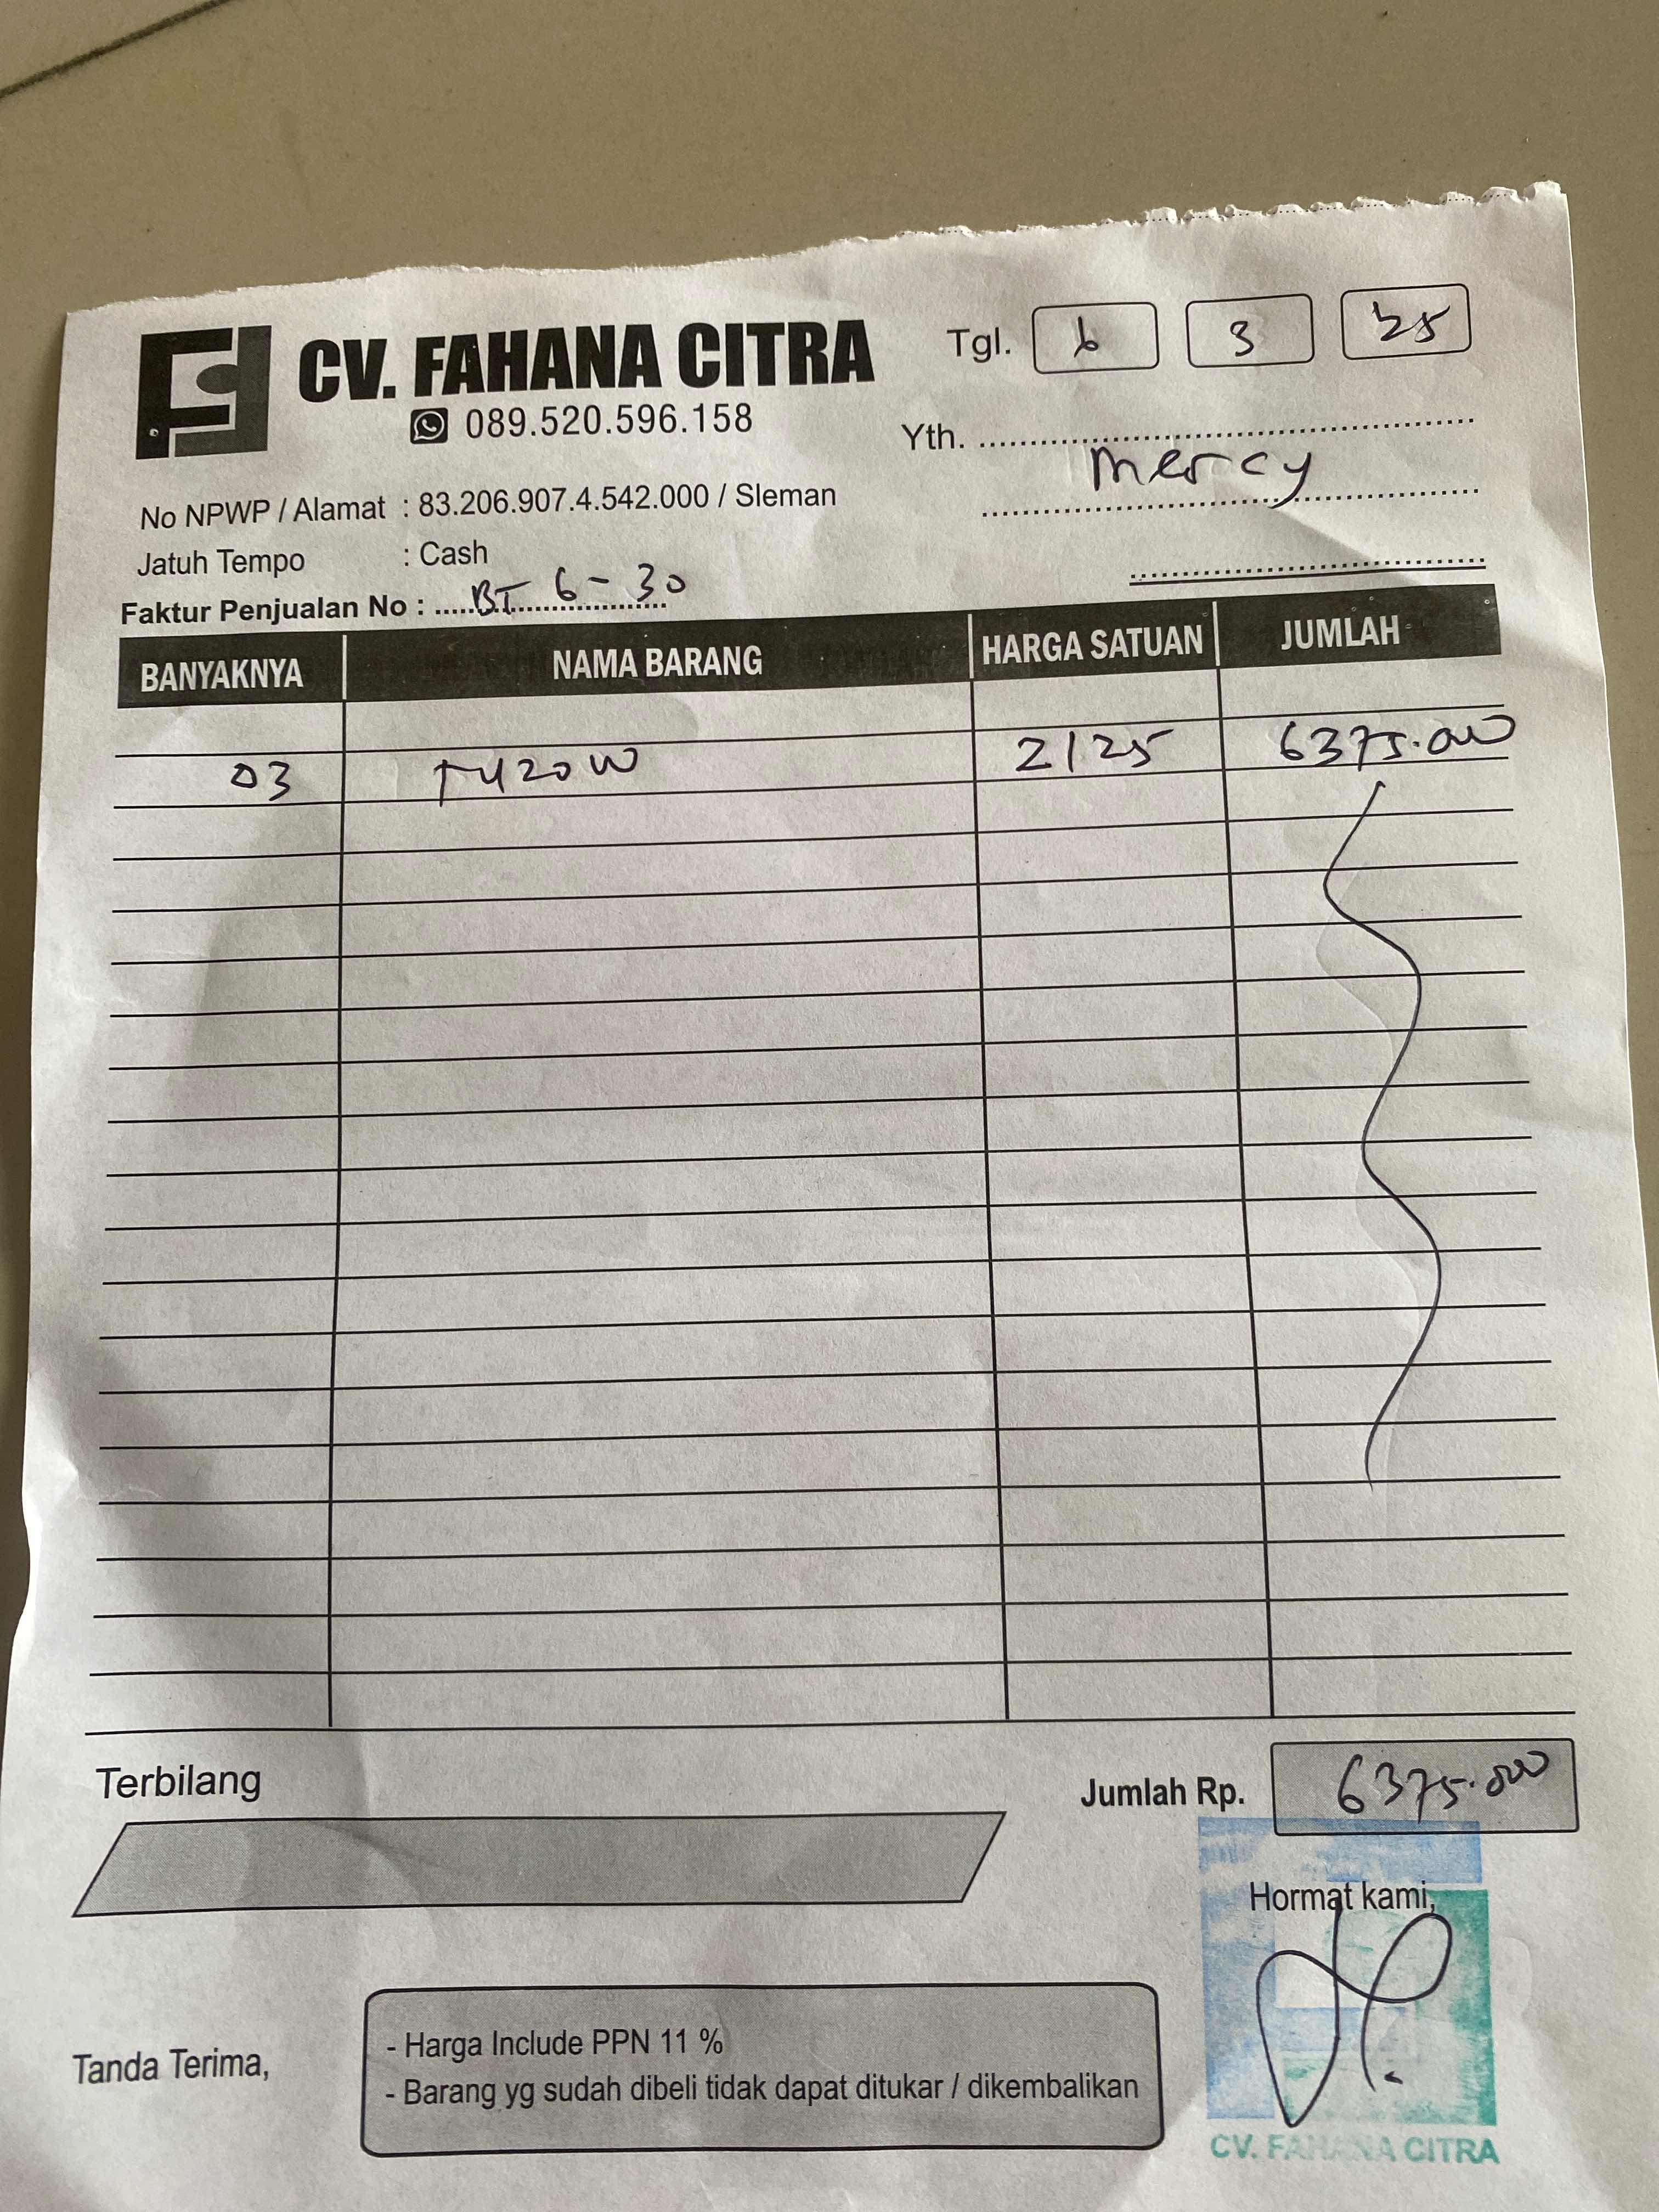 CV. FAHANA CITRA
089.520.596.158
Tgl. 6 3 25
Yth.
Mercy
No NPWP / Alamat : 83.206.907.4.542.000 / Sleman
Jatuh Tempo : Cash
Faktur Penjualan No : BT 6-30
BANYAKNYA NAMA BARANG HARGA SATUAN JUMLAH
03 T420W 2125 6375.000
Terbilang
Jumlah Rp. 6375.000
Hormat kami,
Tanda Terima,
- Harga Include PPN 11 %
- Barang yg sudah dibeli tidak dapat ditukar / dikembalikan
CV. FAHANA CITRA